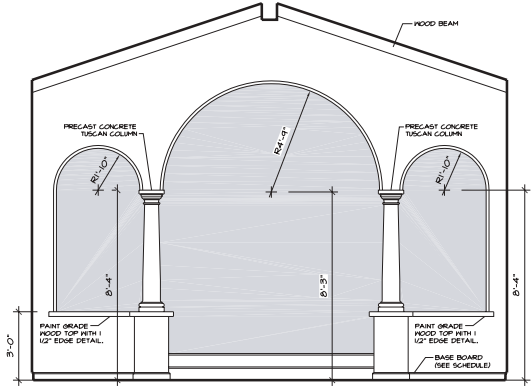 WOOD BEAM
PRECAST CONCRETE
TUSCAN COLUMN
PRECAST CONCRETE
TUSCAN COLUMN
R4'-9"
R1'-10"
R1'-10"
8'-4"
8'-3"
8'-4"
3'-0"
PAINT GRADE
WOOD TOP WITH 1
1/2" EDGE DETAIL.
PAINT GRADE
WOOD TOP WITH 1
1/2" EDGE DETAIL.
BASE BOARD
(SEE SCHEDULE)